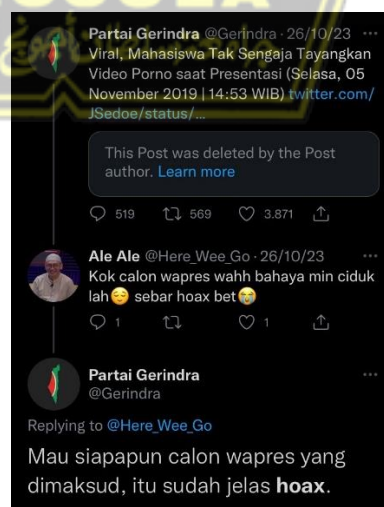 Partai Gerindra @Gerindra · 26/10/23 ···
Viral, Mahasiswa Tak Sengaja Tayangkan
Video Porno saat Presentasi (Selasa, 05
November 2019 | 14:53 WIB) twitter.com/
JSedoe/status/...
This Post was deleted by the Post
author. Learn more
519 569 3.871
Ale Ale @Here_Wee_Go · 26/10/23 ···
Kok calon wapres wahh bahaya min ciduk
lah😌 sebar hoax bet😭
1 1
Partai Gerindra ···
@Gerindra
Replying to @Here_Wee_Go
Mau siapapun calon wapres yang
dimaksud, itu sudah jelas hoax.